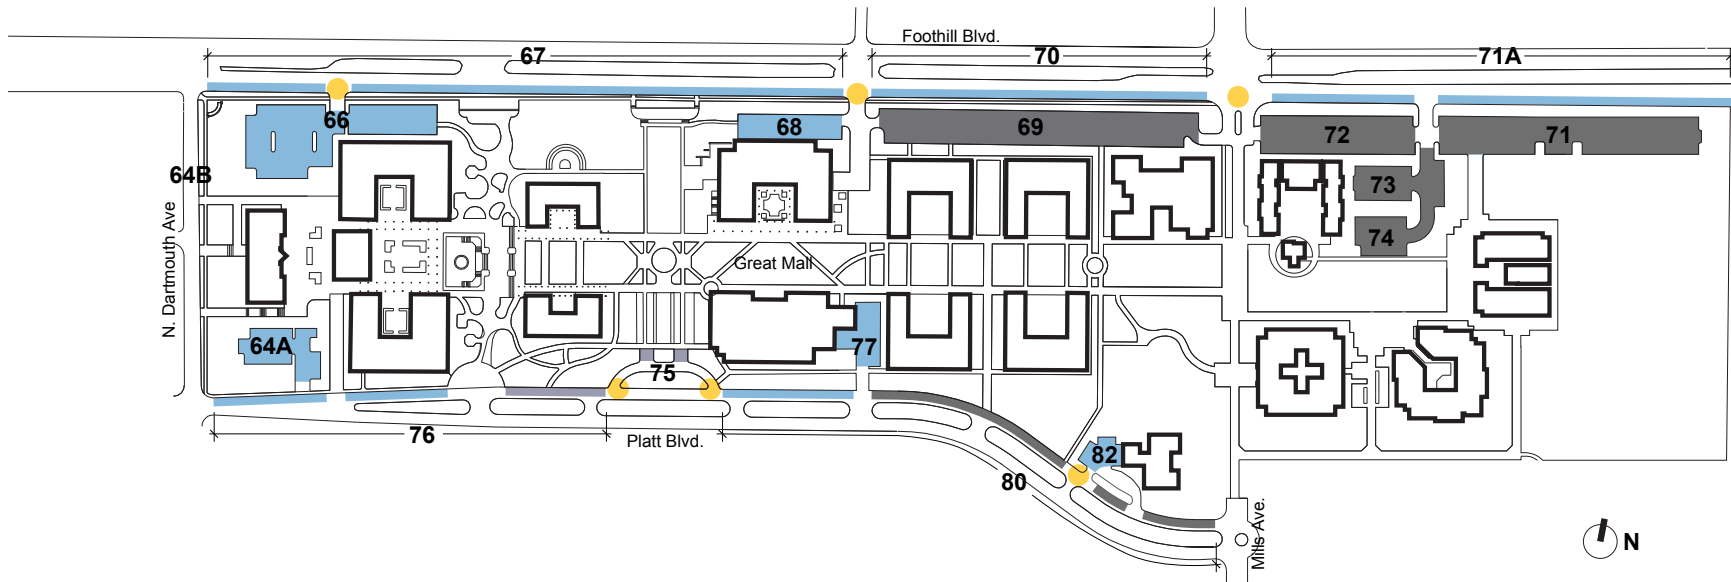 Foothill Blvd.
67
70
71A
66
68
69
72
71
64B
73
74
N. Dartmouth Ave
Great Mall
64A
77
75
76
Platt Blvd.
82
80
Mills Ave.
N